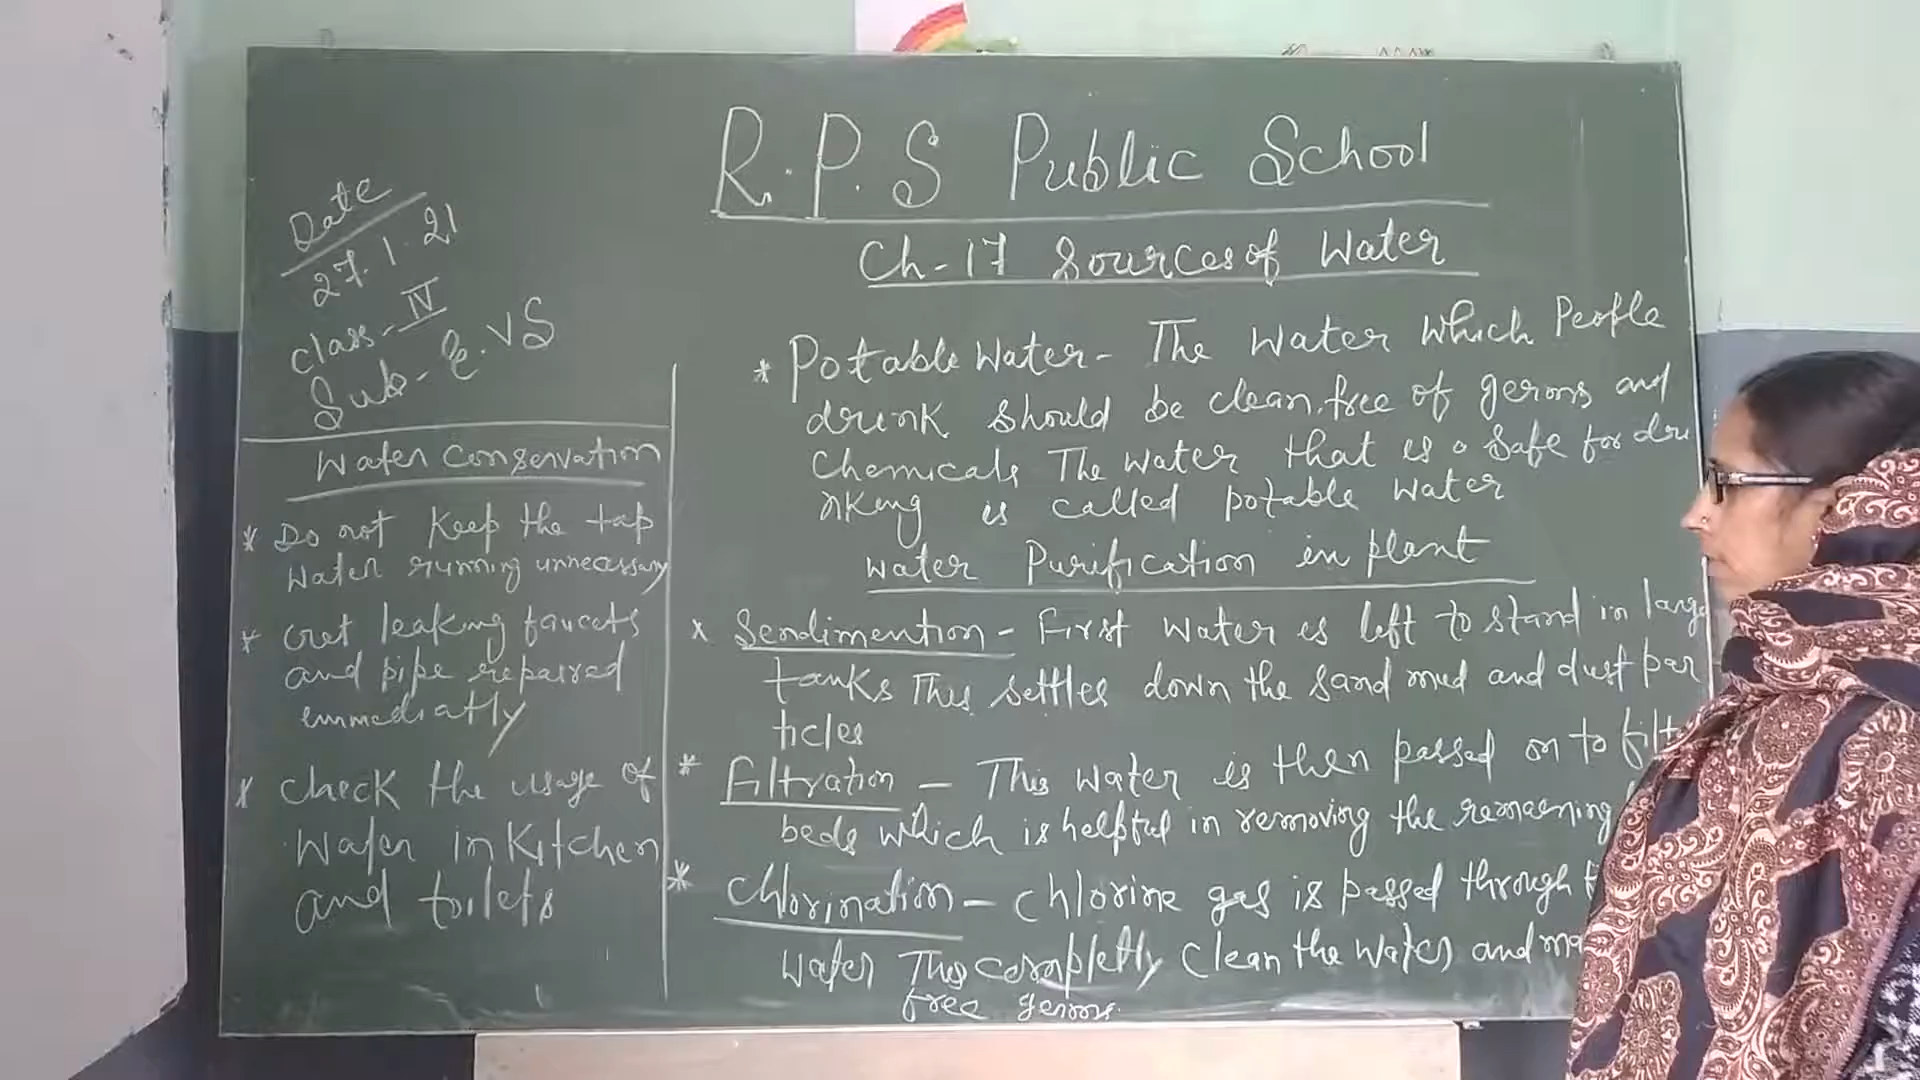 R.P.S Public School
Ch-17 Sources of Water
Date
27.1.21
Class - IV
Sub - E.VS
Water Conservation
* Do not Keep the tap
Water running unnecessary
* Get leaking faucets
and pipe repaired
immediatly
* Check the usage of
Water in Kitchen
and toilets
* Potable Water - The Water Which People
drink should be clean, free of germs and
Chemicals The Water that is a Safe for dri
nking is called potable Water
Water Purification in plant
* Sendimention - First Water is left to stand in large
tanks This settles down the Sand mud and dust par
ticles
* Filtration - This Water is then passed on to filt
beds which is helpful in removing the remaening
* Chlorination - Chlorine gas is passed through t
Water This completly Clean the Water and ma
free germs.